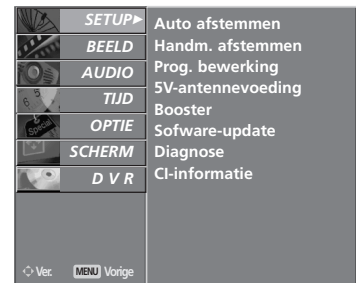 SETUP
BEELD
AUDIO
TIJD
OPTIE
SCHERM
D V R
Auto afstemmen
Handm. afstemmen
Prog. bewerking
5V-antennevoeding
Booster
Sofware-update
Diagnose
CI-informatie
Ver. MENU Vorige